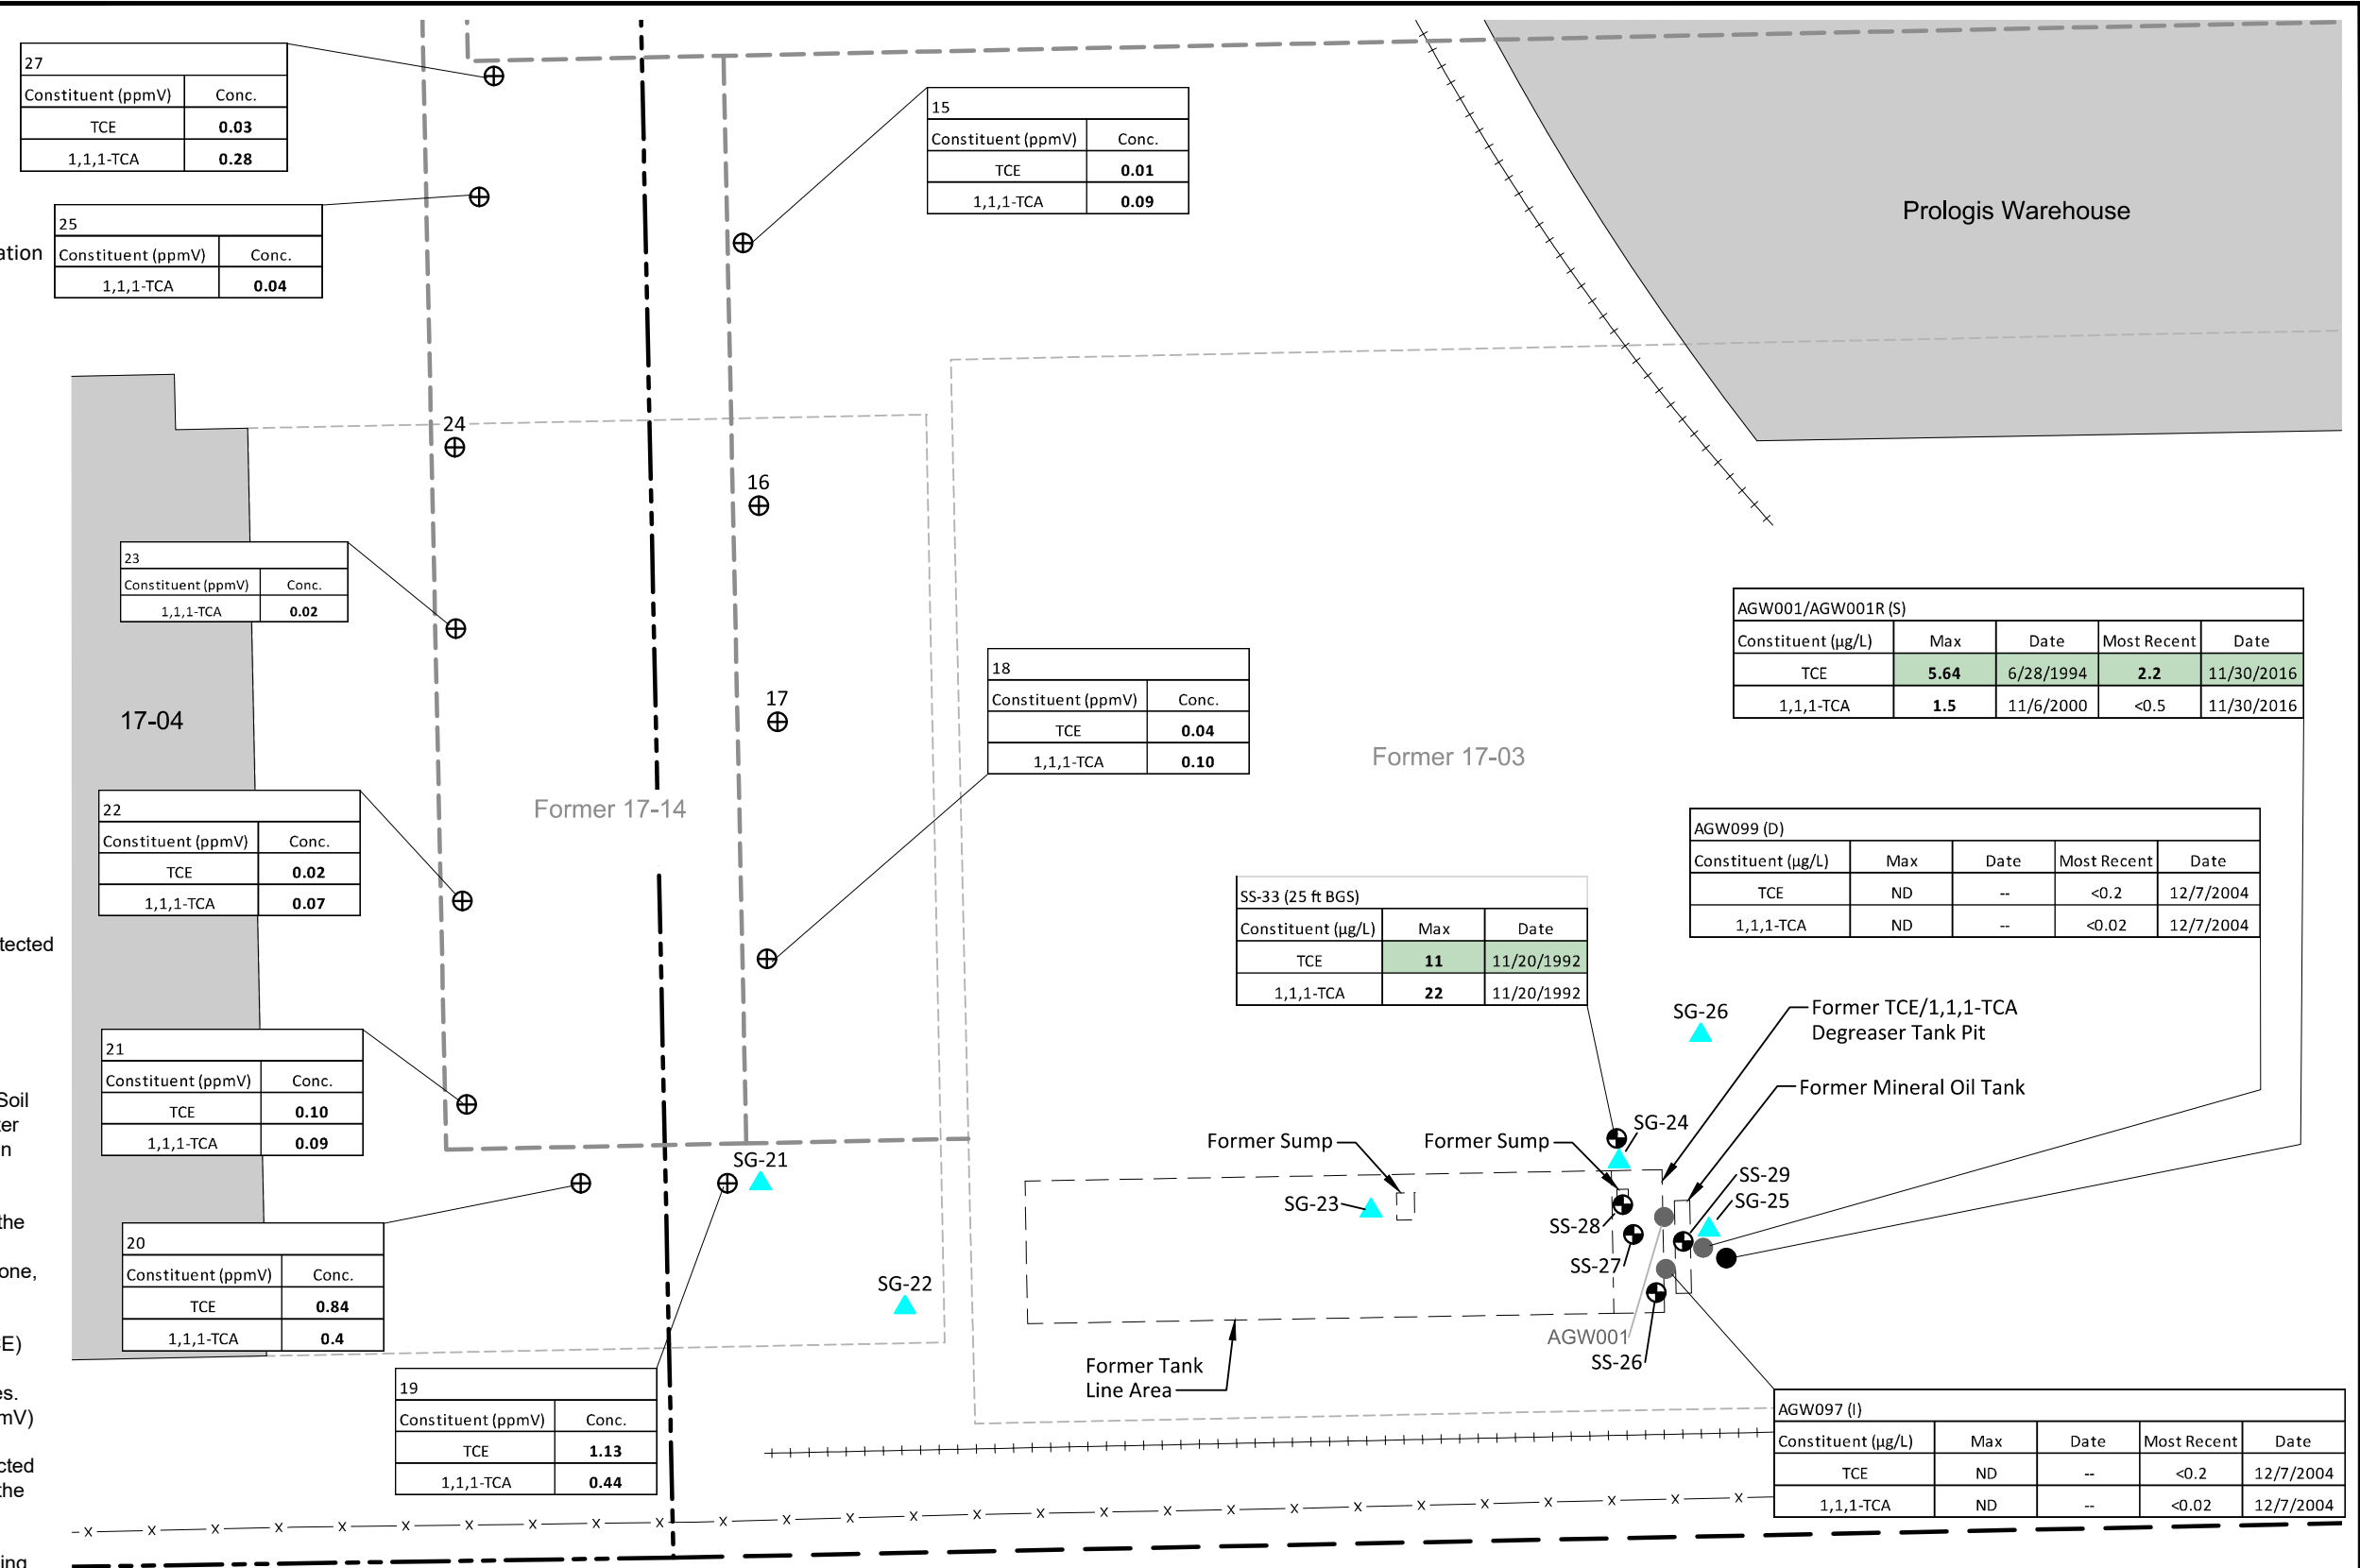 27
Constituent (ppmV) Conc.
TCE 0.03
1,1,1-TCA 0.28
15
Constituent (ppmV) Conc.
TCE 0.01
1,1,1-TCA 0.09
Prologis Warehouse
25
Constituent (ppmV) Conc.
1,1,1-TCA 0.04
ation
24
16
23
Constituent (ppmV) Conc.
1,1,1-TCA 0.02
17-04
17
18
Constituent (ppmV) Conc.
TCE 0.04
1,1,1-TCA 0.10
Former 17-03
AGW001/AGW001R (S)
Constituent (µg/L) Max Date Most Recent Date
TCE 5.64 6/28/1994 2.2 11/30/2016
1,1,1-TCA 1.5 11/6/2000 <0.5 11/30/2016
Former 17-14
22
Constituent (ppmV) Conc.
TCE 0.02
1,1,1-TCA 0.07
AGW099 (D)
Constituent (µg/L) Max Date Most Recent Date
TCE ND -- <0.2 12/7/2004
1,1,1-TCA ND -- <0.02 12/7/2004
SS-33 (25 ft BGS)
Constituent (µg/L) Max Date
TCE 11 11/20/1992
1,1,1-TCA 22 11/20/1992
tected
21
Constituent (ppmV) Conc.
TCE 0.10
1,1,1-TCA 0.09
SG-26
Former TCE/1,1,1-TCA
Degreaser Tank Pit
Former Mineral Oil Tank
Soil
ter
n
Former Sump
Former Sump
SG-24
SG-21
SS-29
SG-25
SG-23
SS-28
SS-27
the
one,
20
Constituent (ppmV) Conc.
TCE 0.84
1,1,1-TCA 0.4
SG-22
AGW001
SS-26
Former Tank
Line Area
E)
es.
mV)
cted
the
19
Constituent (ppmV) Conc.
TCE 1.13
1,1,1-TCA 0.44
AGW097 (I)
Constituent (µg/L) Max Date Most Recent Date
TCE ND -- <0.2 12/7/2004
1,1,1-TCA ND -- <0.02 12/7/2004
x x x x x x x x x x x x x x x x x x x x x x x x x x x
ing